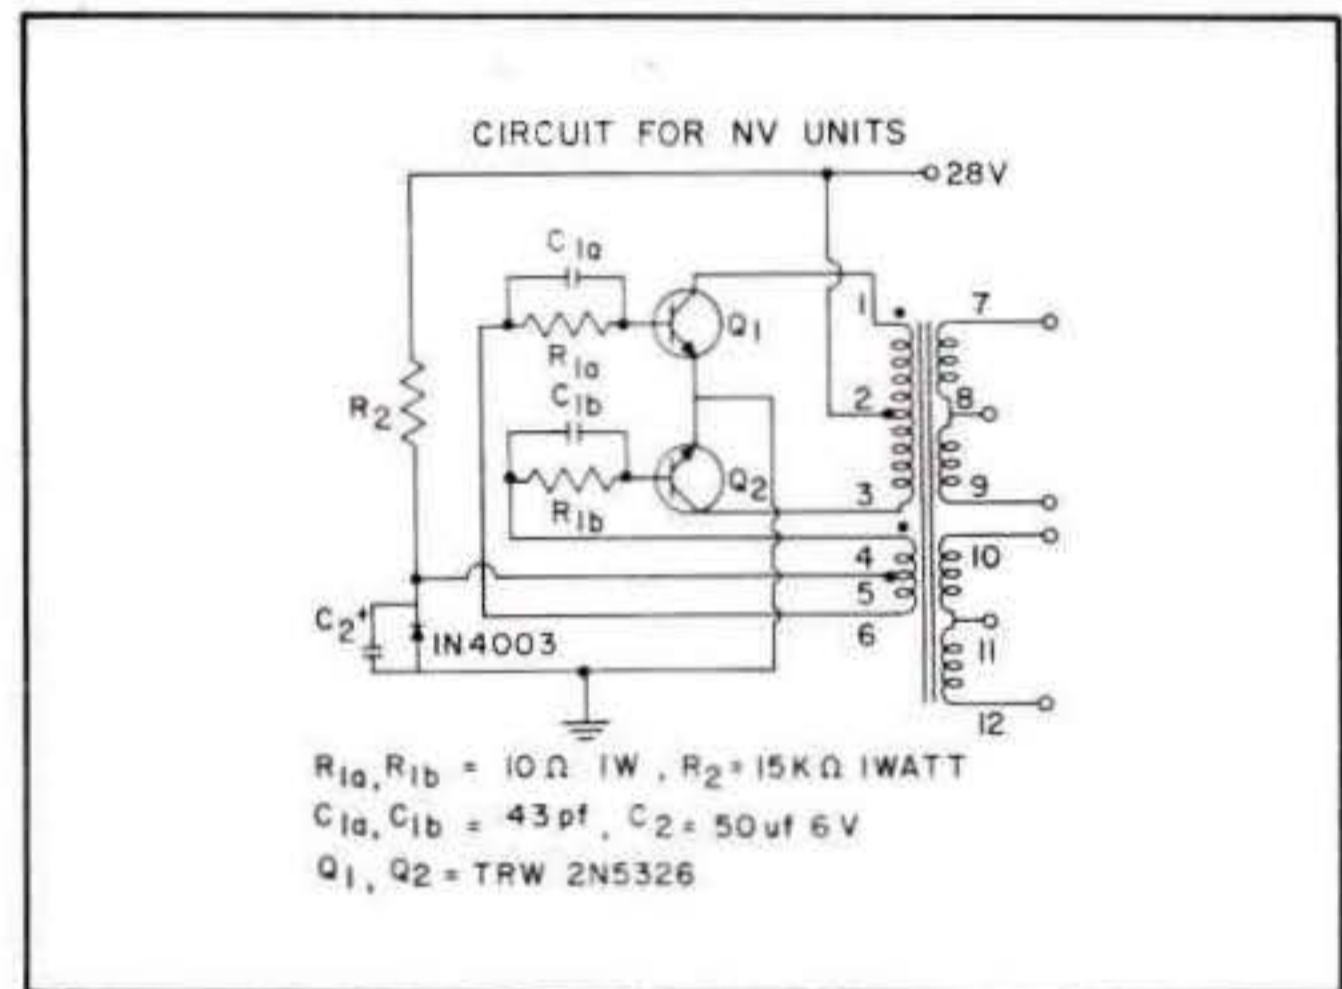 CIRCUIT FOR NV UNITS
28V
C1a
R1a
Q1
C1b
R1b
Q2
R2
1
2
3
4
5
6
7
8
9
10
11
12
C2+
IN4003
R1a, R1b = 10Ω 1W, R2 = 15KΩ 1WATT
C1a, C1b = 43pf, C2 = 50uf 6V
Q1, Q2 = TRW 2N5326